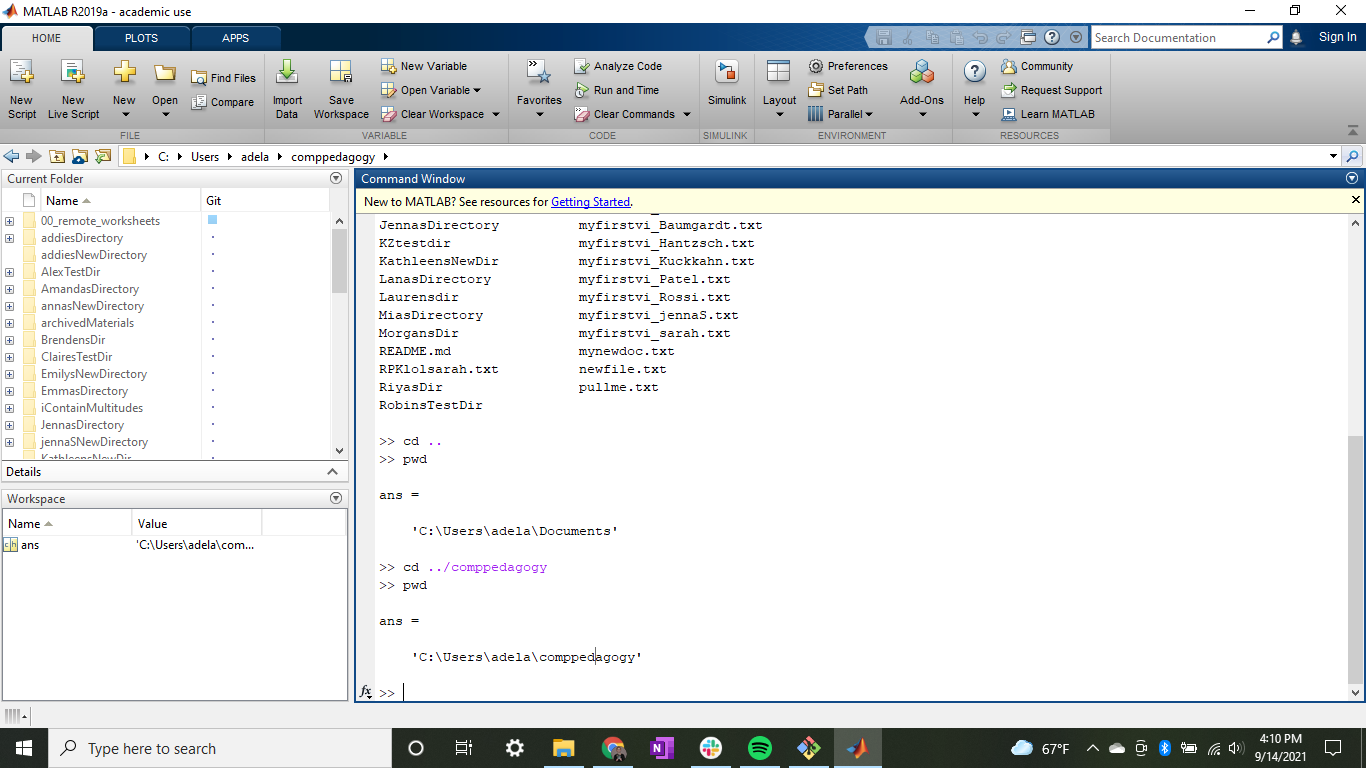 MATLAB R2019a - academic use
HOME PLOTS APPS
Search Documentation
Sign In
New Script
New Live Script
New
Open
Find Files
Compare
Import Data
Save Workspace
New Variable
Open Variable
Clear Workspace
Favorites
Analyze Code
Run and Time
Clear Commands
Simulink
Layout
Preferences
Set Path
Parallel
Add-Ons
Help
Community
Request Support
Learn MATLAB
FILE VARIABLE CODE SIMULINK ENVIRONMENT RESOURCES
C: Users adela comppedagogy
Current Folder
Name Git
00_remote_worksheets
addiesDirectory
addiesNewDirectory
AlexTestDir
AmandasDirectory
annasNewDirectory
archivedMaterials
BrendensDir
ClairesTestDir
EmilysNewDirectory
EmmasDirectory
iContainMultitudes
JennasDirectory
jennaSNewDirectory
KathleensNewDir
Details
Workspace
Name Value
ans 'C:\Users\adela\com...
Command Window
New to MATLAB? See resources for Getting Started.
JennasDirectory myfirstvi_Baumgardt.txt
KZtestdir myfirstvi_Hantzsch.txt
KathleensNewDir myfirstvi_Kuckkahn.txt
LanasDirectory myfirstvi_Patel.txt
Laurensdir myfirstvi_Rossi.txt
MiasDirectory myfirstvi_jennaS.txt
MorgansDir myfirstvi_sarah.txt
README.md mynewdoc.txt
RPKlolsarah.txt newfile.txt
RiyasDir pullme.txt
RobinsTestDir
>> cd ..
>> pwd
ans =
'C:\Users\adela\Documents'
>> cd ../comppedagogy
>> pwd
ans =
'C:\Users\adela\comppedagogy'
fx >>
Type here to search
67°F
4:10 PM
9/14/2021